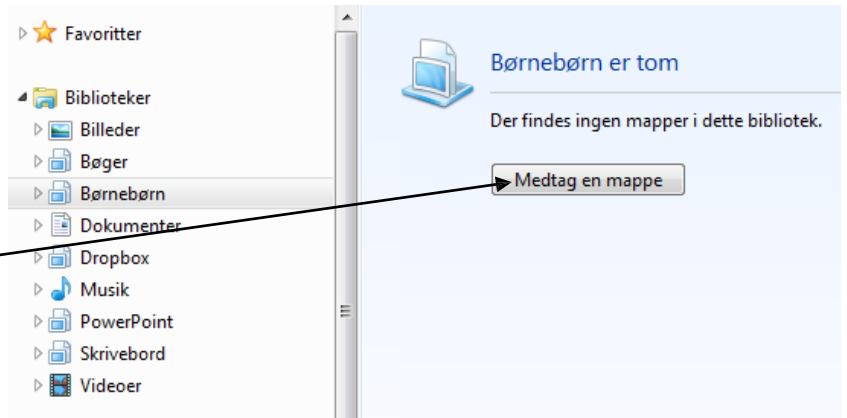 Favoritter
Biblioteker
Billeder
Bøger
Børnebørn
Dokumenter
Dropbox
Musik
PowerPoint
Skrivebord
Videoer
Børnebørn er tom
Der findes ingen mapper i dette bibliotek.
Medtag en mappe